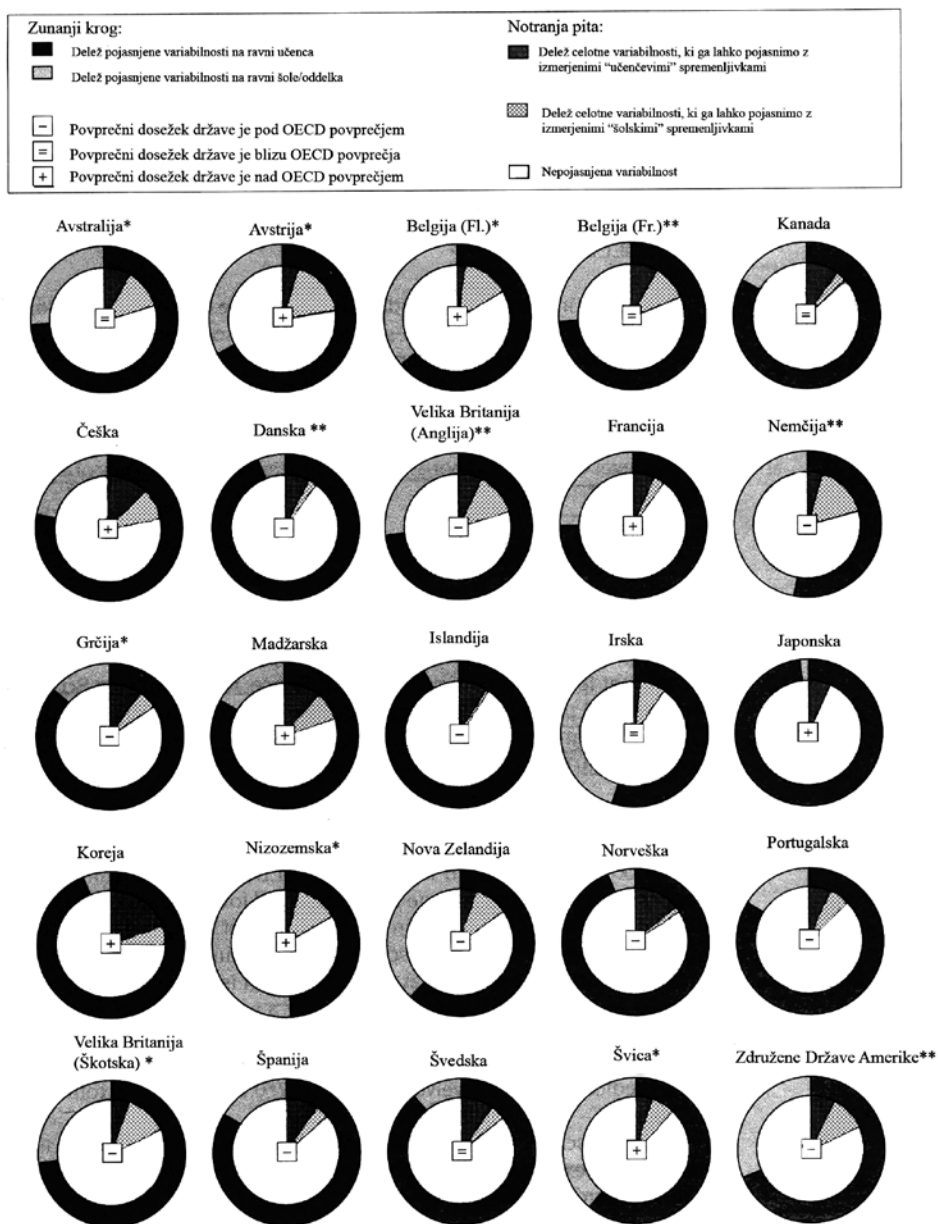 Zunanji krog:
Delež pojasnjene variabilnosti na ravni učenca
Delež pojasnjene variabilnosti na ravni šole/oddelka
− Povprečni dosežek države je pod OECD povprečjem
= Povprečni dosežek države je blizu OECD povprečja
+ Povprečni dosežek države je nad OECD povprečjem
Notranja pita:
Delež celotne variabilnosti, ki ga lahko pojasnimo z
izmerjenimi “učenčevimi” spremenljivkami
Delež celotne variabilnosti, ki ga lahko pojasnimo z
izmerjenimi “šolskimi” spremenljivkami
Nepojasnjena variabilnost
Avstralija*
=
Avstrija*
+
Belgija (Fl.)*
+
Belgija (Fr.)**
=
Kanada
=
Češka
+
Danska **
−
Velika Britanija
(Anglija)**
−
Francija
+
Nemčija**
−
Grčija*
−
Madžarska
+
Islandija
−
Irska
=
Japonska
+
Koreja
+
Nizozemska*
+
Nova Zelandija
−
Norveška
−
Portugalska
−
Velika Britanija
(Škotska) *
−
Španija
−
Švedska
=
Švica*
+
Združene Države Amerike**
−